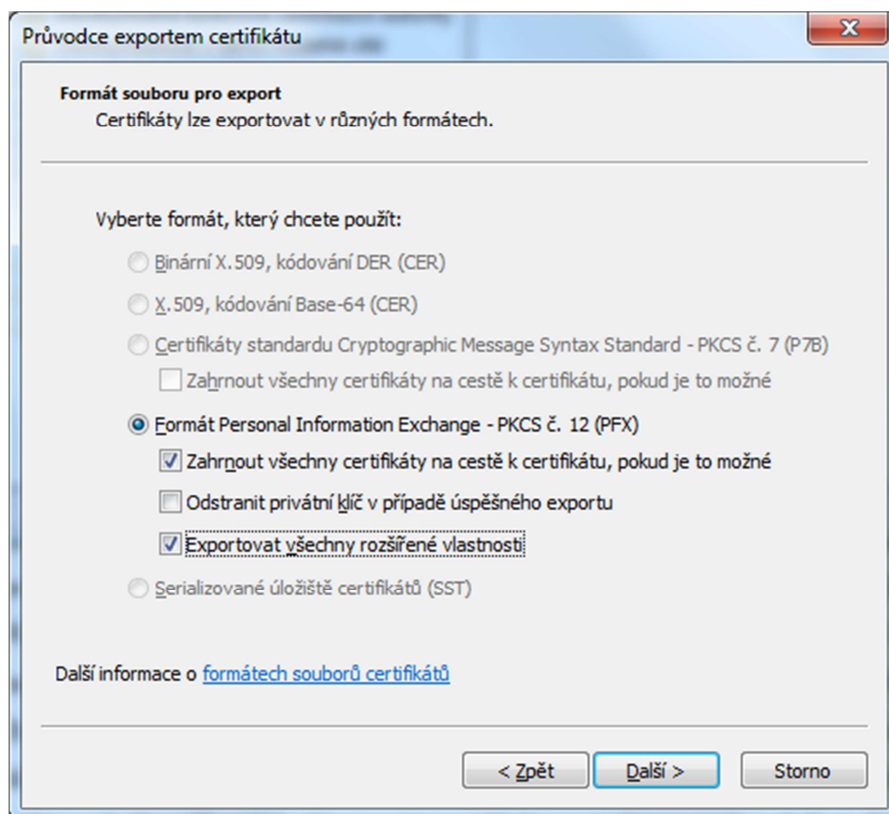 Průvodce exportem certifikátu
Formát souboru pro export
Certifikáty lze exportovat v různých formátech.
Vyberte formát, který chcete použít:
Binární X.509, kódování DER (CER)
X.509, kódování Base-64 (CER)
Certifikáty standardu Cryptographic Message Syntax Standard - PKCS č. 7 (P7B)
Zahrnout všechny certifikáty na cestě k certifikátu, pokud je to možné
Formát Personal Information Exchange - PKCS č. 12 (PFX)
Zahrnout všechny certifikáty na cestě k certifikátu, pokud je to možné
Odstranit privátní klíč v případě úspěšného exportu
Exportovat všechny rozšířené vlastnosti
Serializované úložiště certifikátů (SST)
Další informace o formátech souborů certifikátů
< Zpět Další > Storno